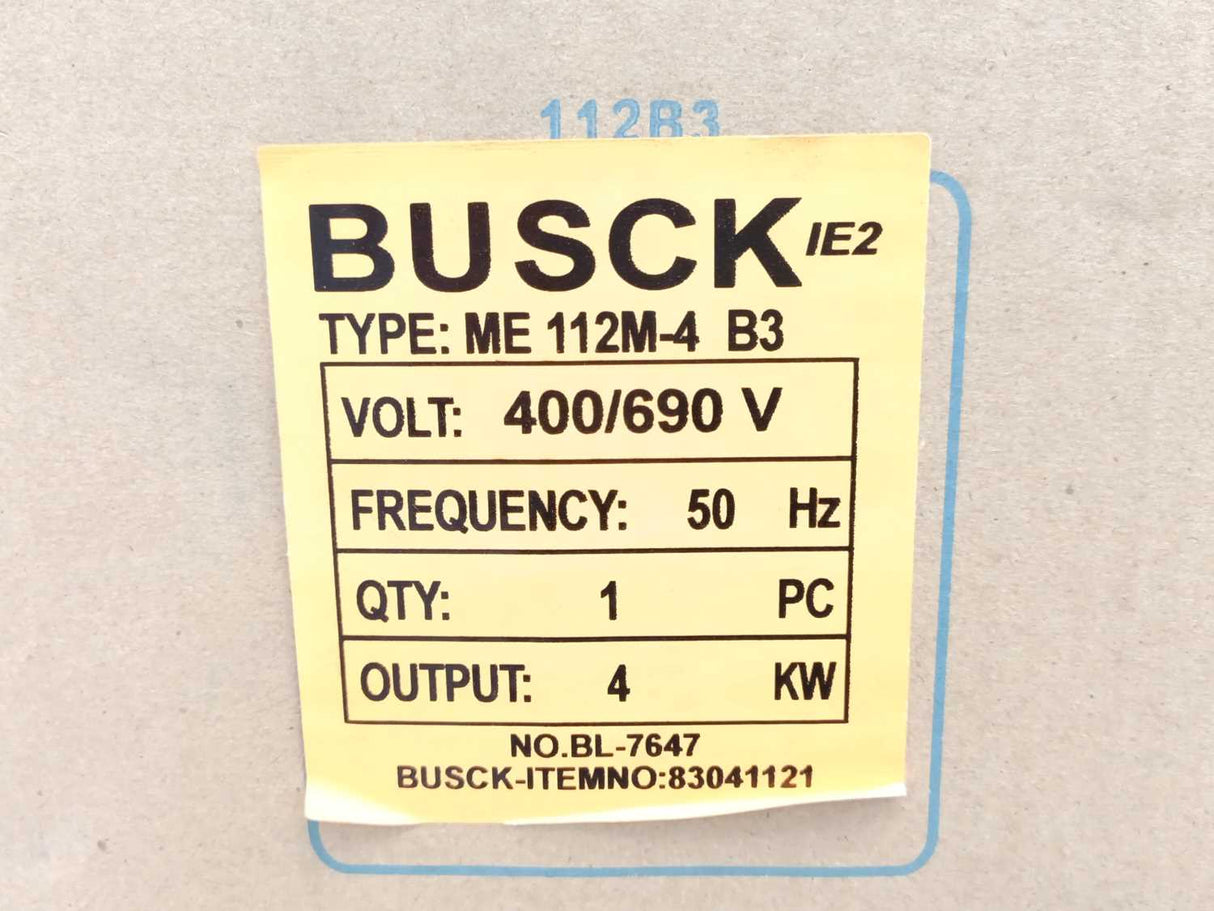 112B3
BUSCK IE2
TYPE: ME 112M-4 B3
VOLT: 400/690 V
FREQUENCY: 50 Hz
QTY: 1 PC
OUTPUT: 4 KW
NO.BL-7647
BUSCK-ITEMNO:83041121